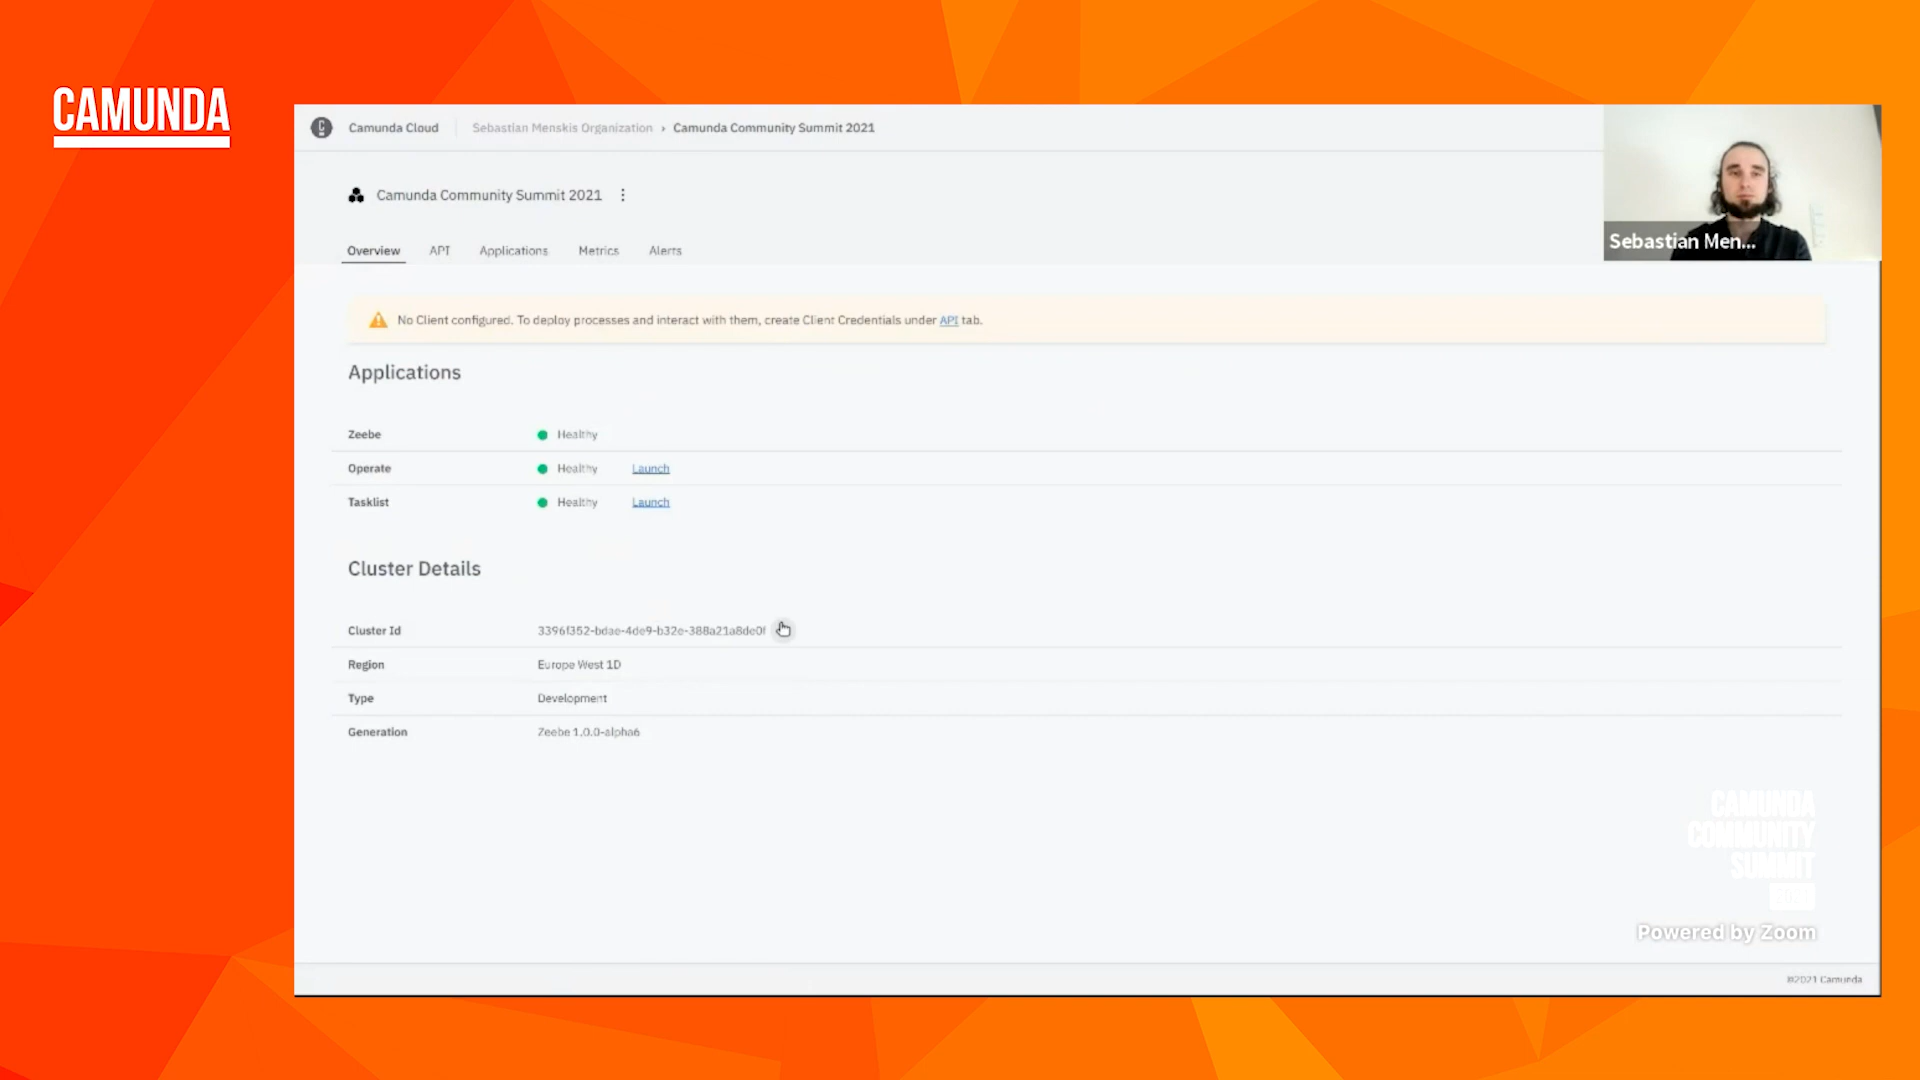 CAMUNDA
Camunda Cloud
Sebastian Menskis Organization › Camunda Community Summit 2021
Camunda Community Summit 2021
Sebastian Men...
Overview API Applications Metrics Alerts
No Client configured. To deploy processes and interact with them, create Client Credentials under API tab.
Applications
Zeebe Healthy
Operate Healthy Launch
Tasklist Healthy Launch
Cluster Details
Cluster Id 3396f352-bdae-4de9-b32e-388a21a8de0f
Region Europe West 1D
Type Development
Generation Zeebe 1.0.0-alpha6
CAMUNDA
COMMUNITY
SUMMIT
Powered by Zoom
©2021 Camunda